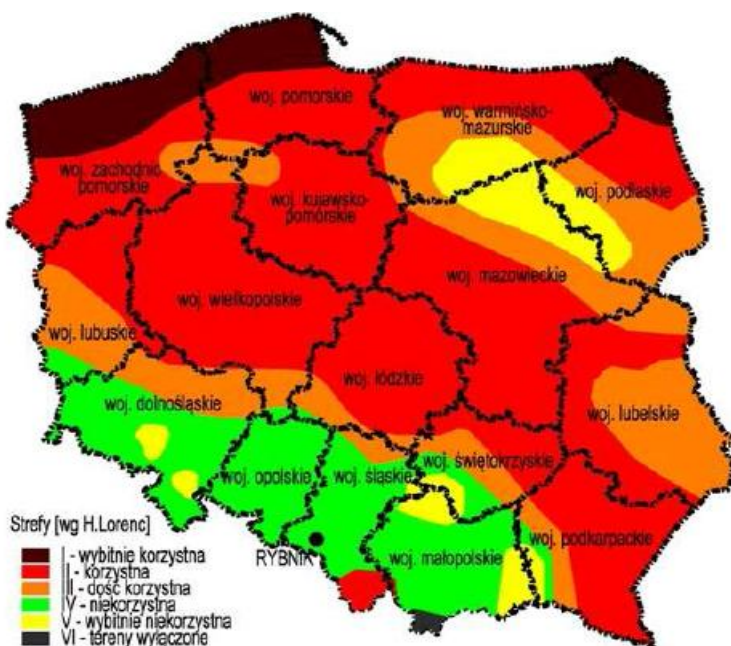 woj. pomorskie
woj. warmińsko-
mazurskie
woj. zachodnio
pomorskie
woj. kujawsko-
pomorskie
woj. podlaskie
woj. mazowieckie
woj. wielkopolskie
woj. lubuskie
woj. łódzkie
woj. dolnośląskie
woj. lubelskie
woj. opolskie
woj. śląskie
woj. świętokrzyskie
woj. małopolskie
woj. podkarpackie
RYBNIK
Strefy [wg H.Lorenc]
I - wybitnie korzystna
II - korzystna
III - dość korzystna
IV - niekorzystna
V - wybitnie niekorzystna
VI - tereny wyłączone